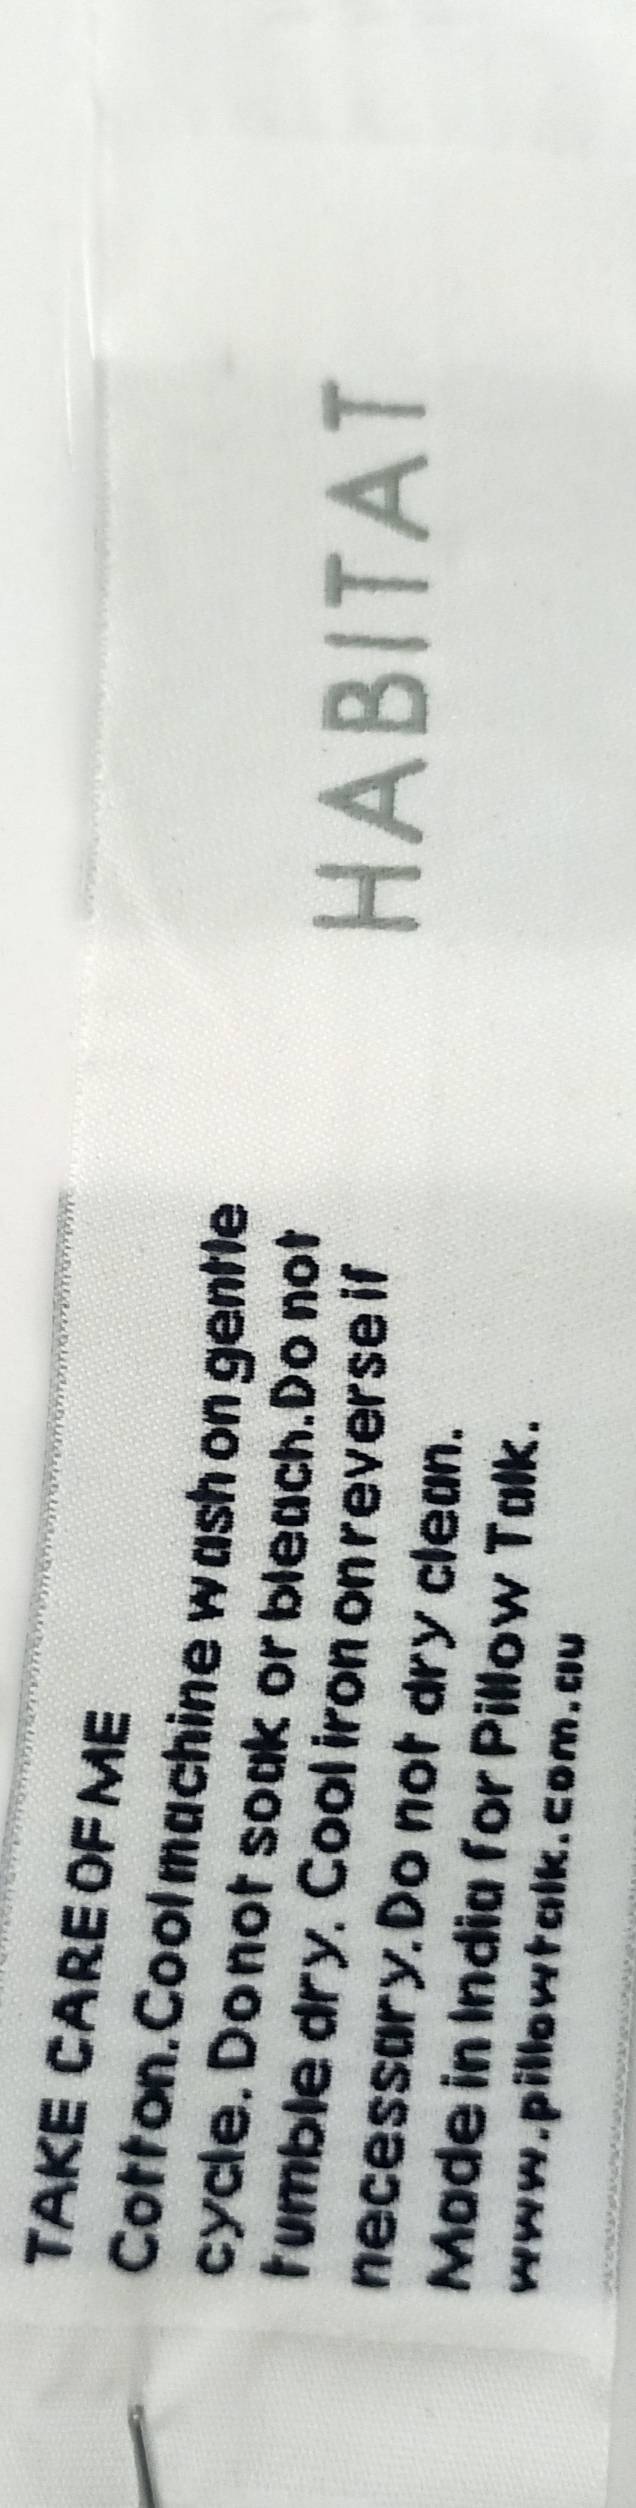 TAKE CARE OF ME
Cotton. Cool machine wash on gentle
cycle. Do not soak or bleach. Do not
tumble dry. Cool iron on reverse if
necessary. Do not dry clean.
Made in India for Pillow Talk.
www.pillowtalk.com.au
HABITAT